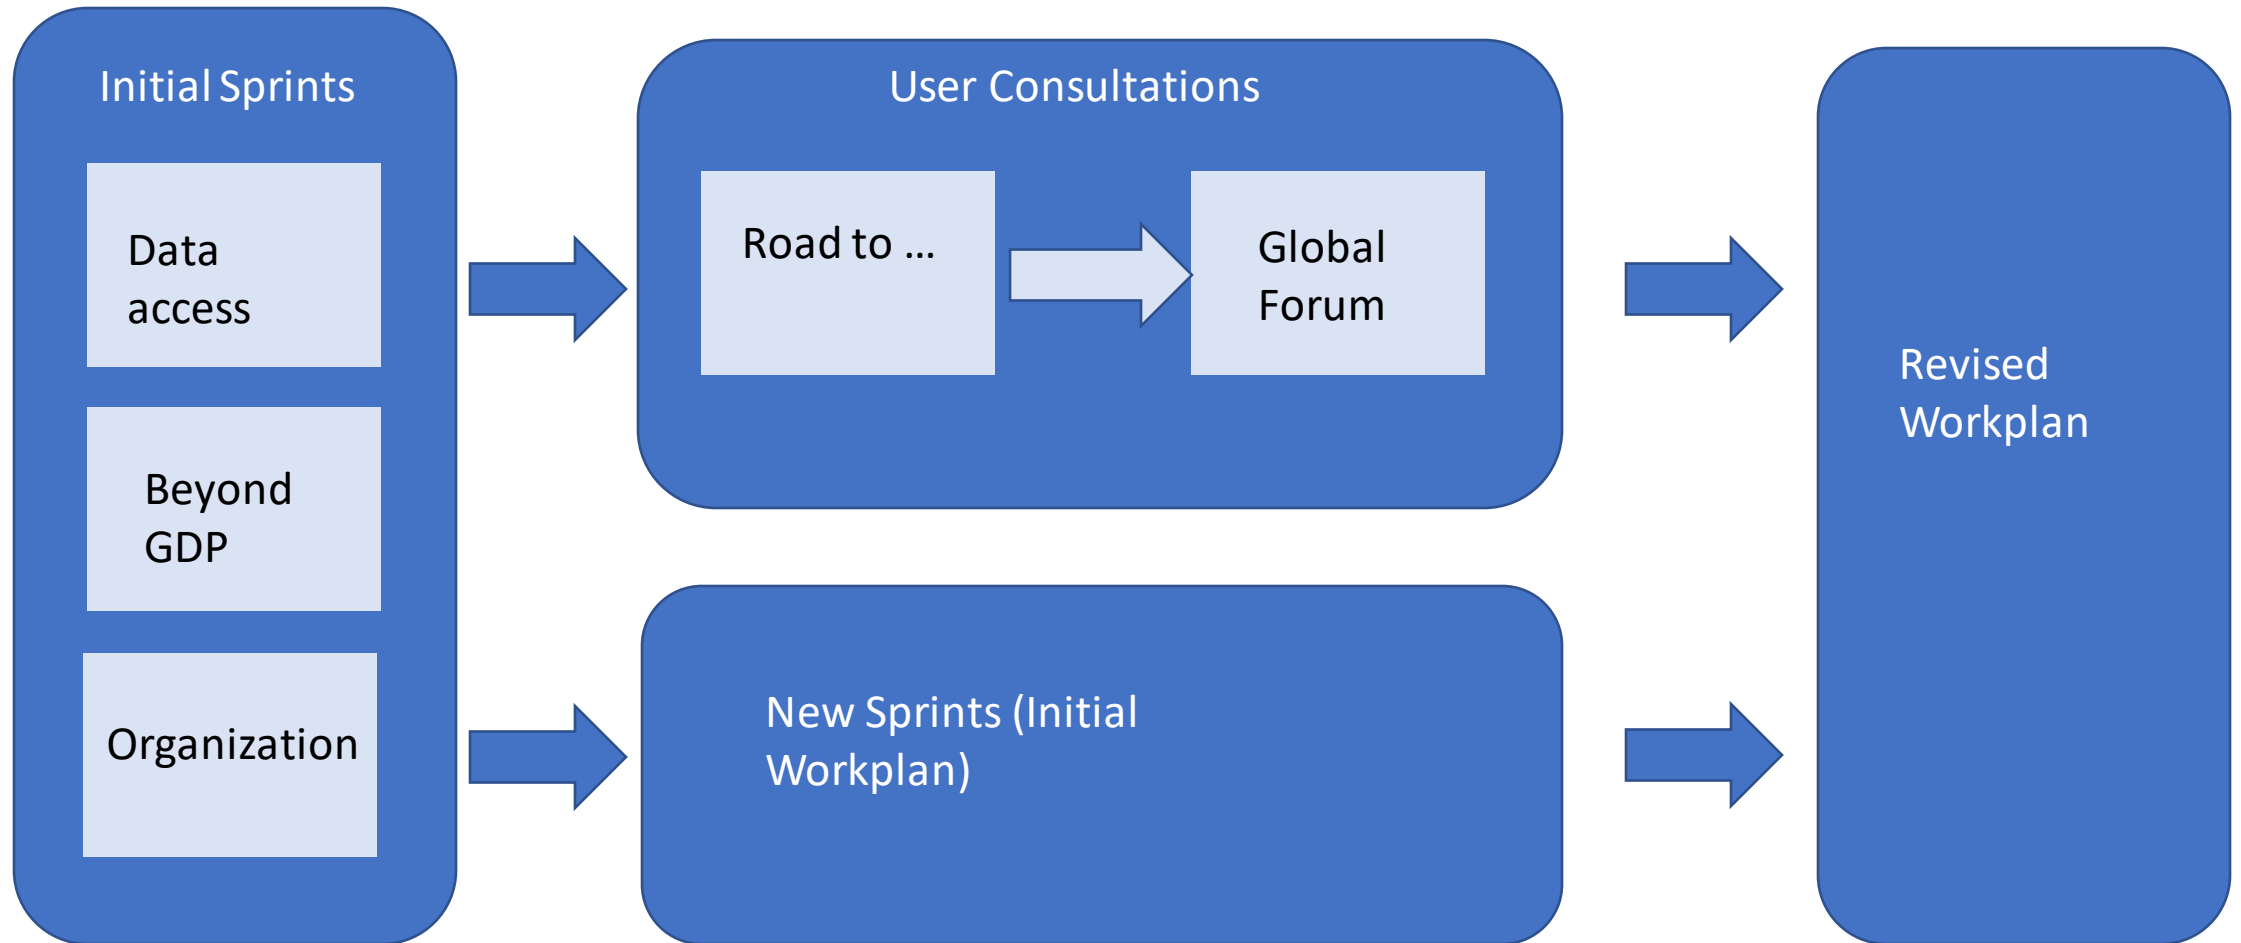 Initial Sprints
Data
access
Beyond
GDP
Organization
User Consultations
Road to ...
Global
Forum
New Sprints (Initial
Workplan)
Revised
Workplan